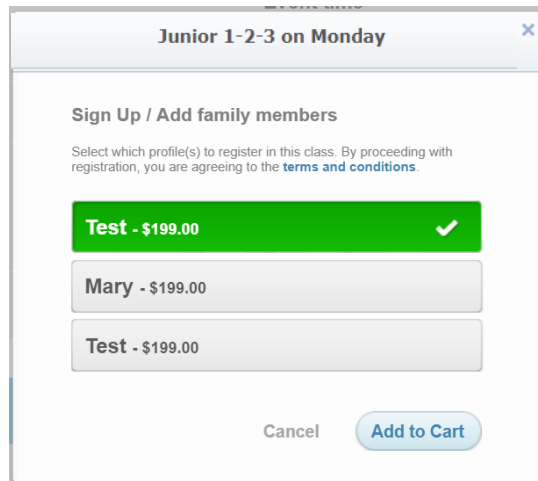 Event time
Junior 1-2-3 on Monday
×
Sign Up / Add family members
Select which profile(s) to register in this class. By proceeding with
registration, you are agreeing to the terms and conditions.
Test - $199.00
Mary - $199.00
Test - $199.00
Cancel
Add to Cart